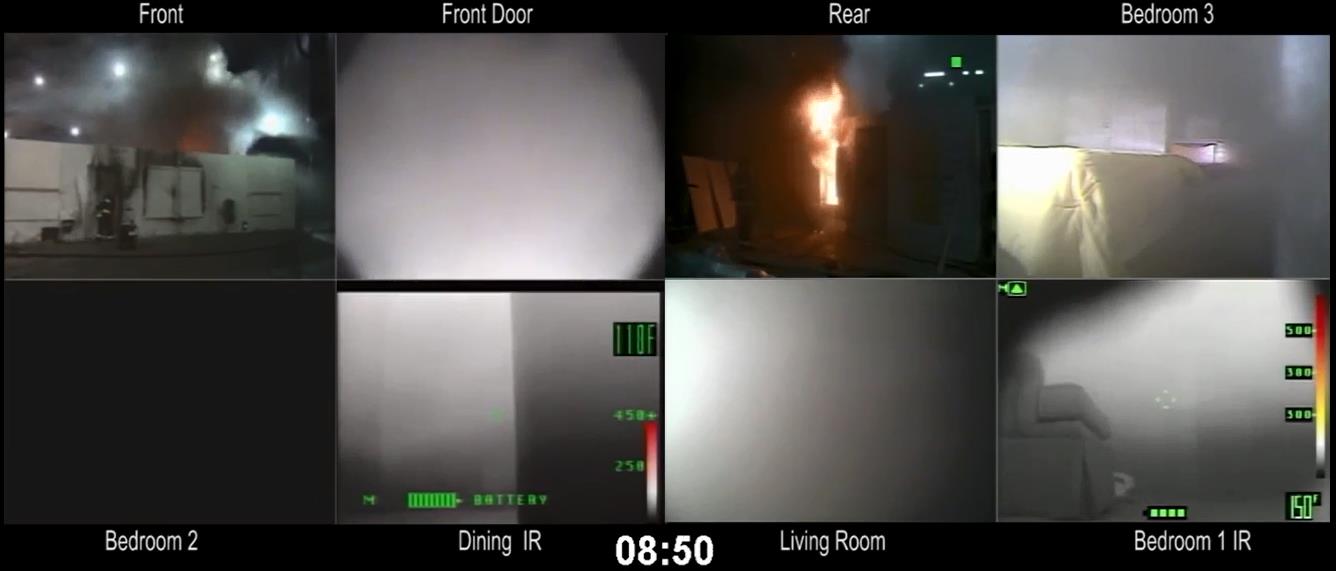 Front
Front Door
Rear
Bedroom 3
110F
450
250
M BATTERY
500
300
300
150F
Bedroom 2
Dining IR
08:50
Living Room
Bedroom 1 IR